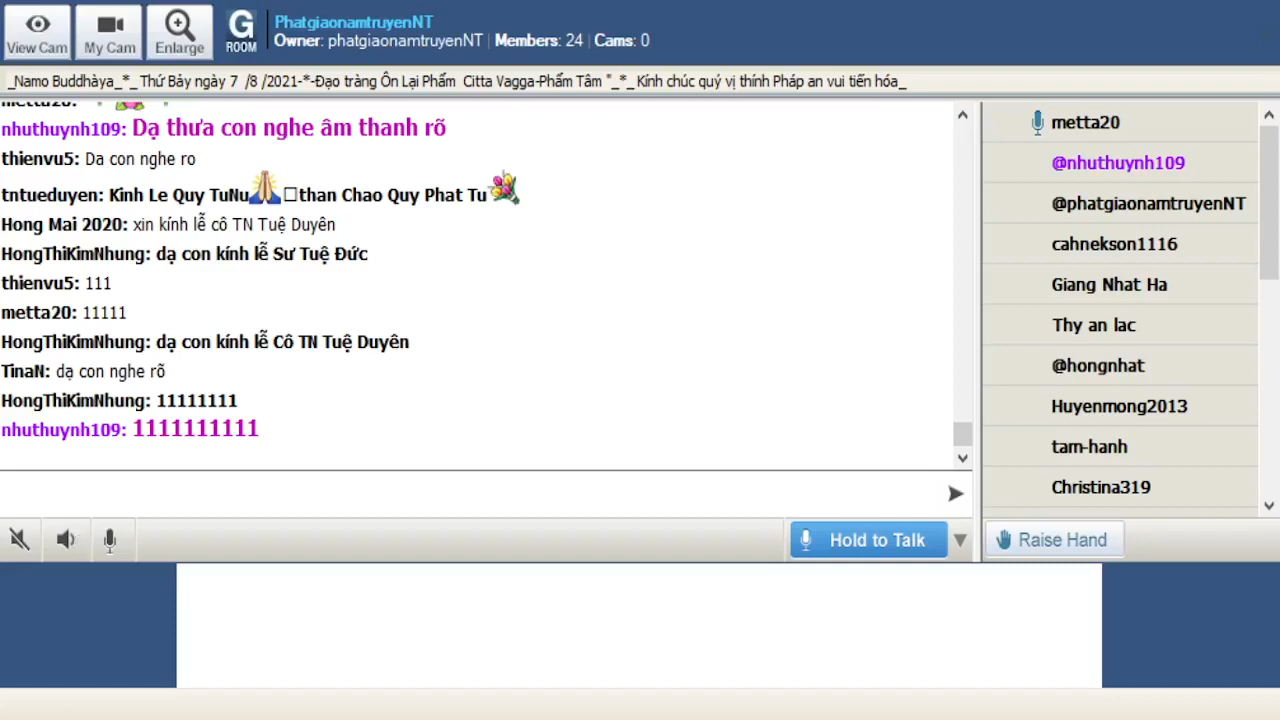 View Cam
My Cam
Enlarge
G
ROOM
PhatgiaonamtruyenNT
Owner: phatgiaonamtruyenNT | Members: 24 | Cams: 0
_Namo Buddhàya_*_ Thứ Bảy ngày 7 /8 /2021-*-Đạo tràng Ôn Lại Phẩm Citta Vagga-Phẩm Tâm "_*_Kính chúc quý vị thính Pháp an vui tiến hóa_
metta20:
nhuthuynh109: Dạ thưa con nghe âm thanh rõ
thienvu5: Da con nghe ro
tntueduyen: Kinh Le Quy TuNu than Chao Quy Phat Tu
Hong Mai 2020: xin kính lễ cô TN Tuệ Duyên
HongThiKimNhung: dạ con kính lễ Sư Tuệ Đức
thienvu5: 111
metta20: 11111
HongThiKimNhung: dạ con kính lễ Cô TN Tuệ Duyên
TinaN: dạ con nghe rõ
HongThiKimNhung: 11111111
nhuthuynh109: 1111111111
metta20
@nhuthuynh109
@phatgiaonamtruyenNT
cahnekson1116
Giang Nhat Ha
Thy an lac
@hongnhat
Huyenmong2013
tam-hanh
Christina319
Hold to Talk
Raise Hand